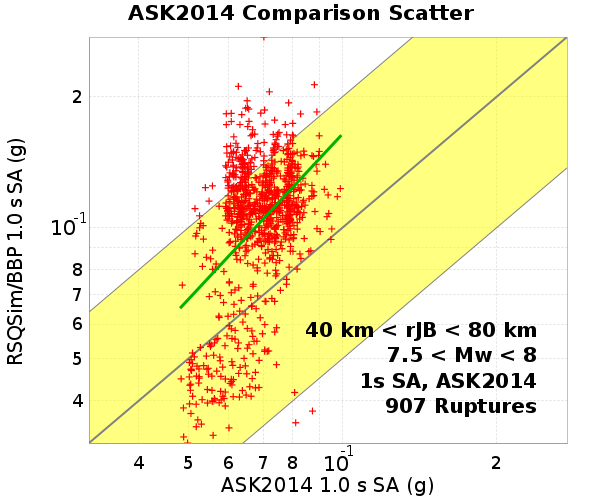 ASK2014 Comparison Scatter
RSQSim/BBP 1.0 s SA (g)
2
10-1
8
7
6
5
4
40 km < rJB < 80 km
7.5 < Mw < 8
1s SA, ASK2014
907 Ruptures
4 5 6 7 8 10-1 2
ASK2014 1.0 s SA (g)